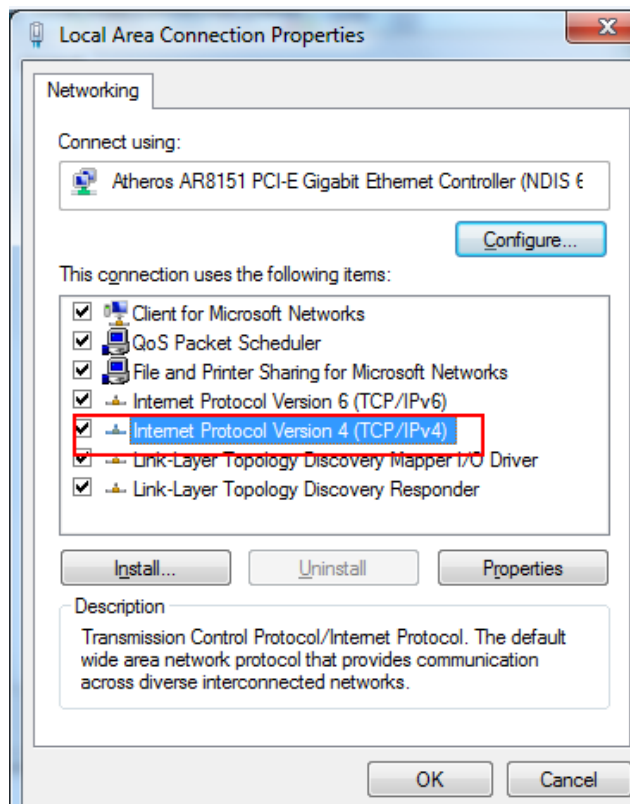 Local Area Connection Properties
Networking
Connect using:
Atheros AR8151 PCI-E Gigabit Ethernet Controller (NDIS 6
Configure...
This connection uses the following items:
Client for Microsoft Networks
QoS Packet Scheduler
File and Printer Sharing for Microsoft Networks
Internet Protocol Version 6 (TCP/IPv6)
Internet Protocol Version 4 (TCP/IPv4)
Link-Layer Topology Discovery Mapper I/O Driver
Link-Layer Topology Discovery Responder
Install... Uninstall Properties
Description
Transmission Control Protocol/Internet Protocol. The default
wide area network protocol that provides communication
across diverse interconnected networks.
OK Cancel